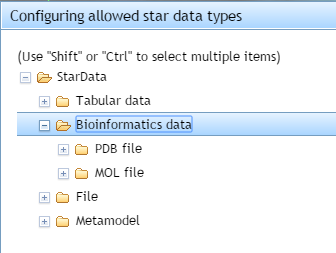 Configuring allowed star data types
(Use "Shift" or "Ctrl" to select multiple items)
StarData
Tabular data
Bioinformatics data
PDB file
MOL file
File
Metamodel